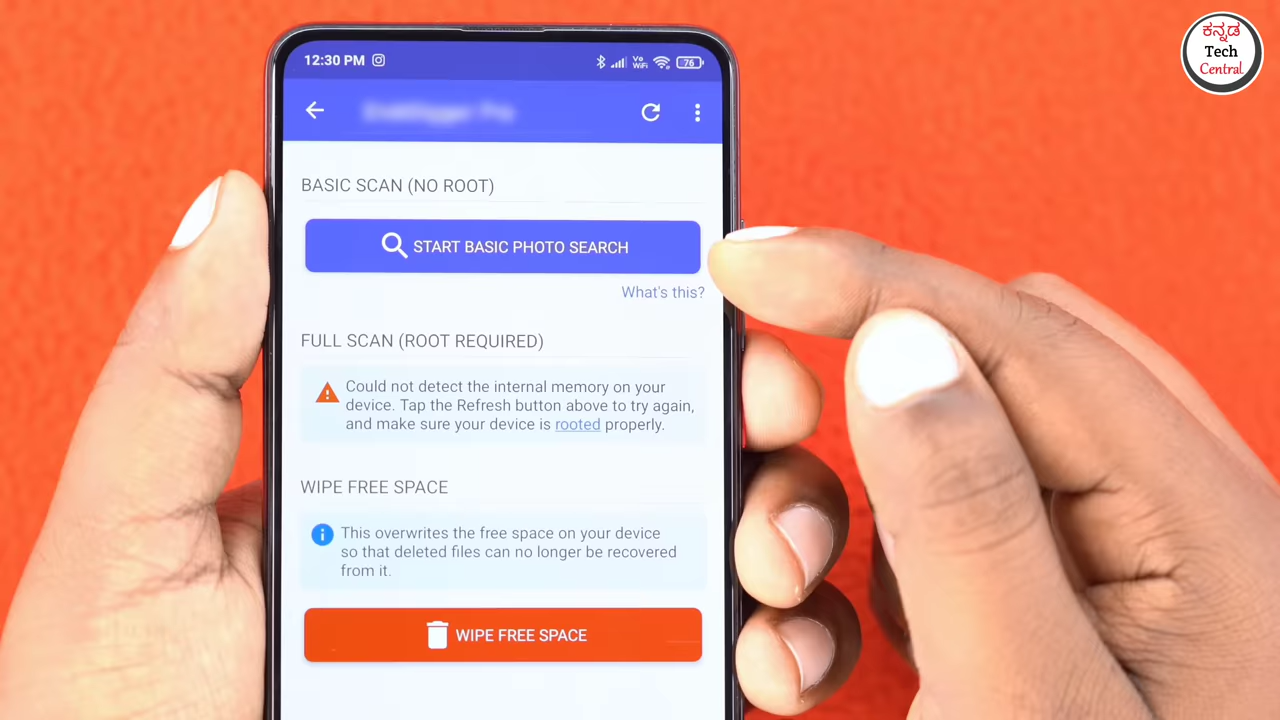 ಕನ್ನಡ
Tech
Central
12:30 PM
Vo
WiFi
76
BASIC SCAN (NO ROOT)
START BASIC PHOTO SEARCH
What's this?
FULL SCAN (ROOT REQUIRED)
Could not detect the internal memory on your
device. Tap the Refresh button above to try again,
and make sure your device is rooted properly.
WIPE FREE SPACE
This overwrites the free space on your device
so that deleted files can no longer be recovered
from it.
WIPE FREE SPACE